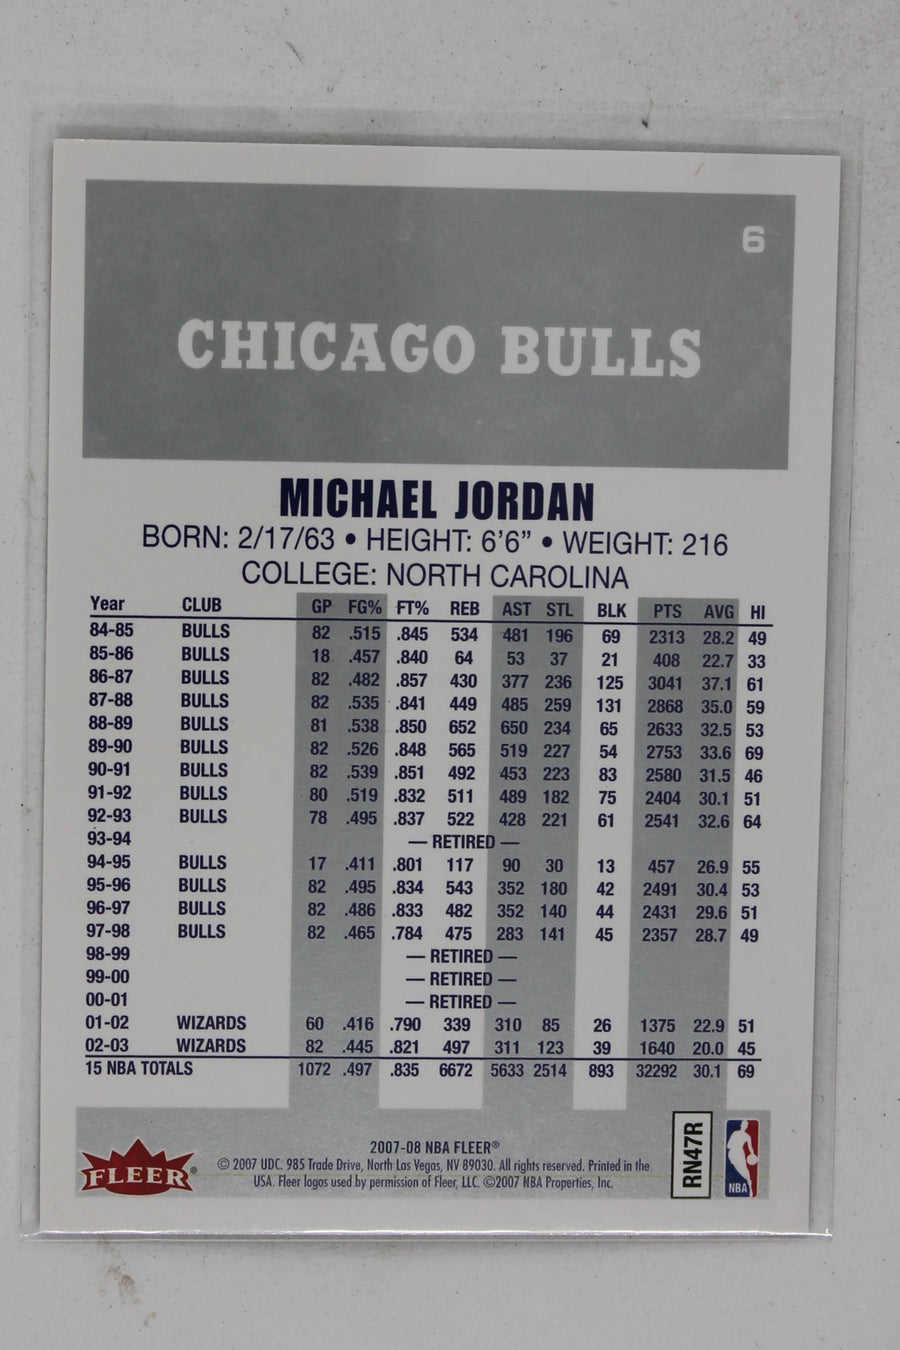 6
CHICAGO BULLS
MICHAEL JORDAN
BORN: 2/17/63 • HEIGHT: 6'6" • WEIGHT: 216
COLLEGE: NORTH CAROLINA
Year CLUB GP FG% FT% REB AST STL BLK PTS AVG HI
84-85 BULLS 82 .515 .845 534 481 196 69 2313 28.2 49
85-86 BULLS 18 .457 .840 64 53 37 21 408 22.7 33
86-87 BULLS 82 .482 .857 430 377 236 125 3041 37.1 61
87-88 BULLS 82 .535 .841 449 485 259 131 2868 35.0 59
88-89 BULLS 81 .538 .850 652 650 234 65 2633 32.5 53
89-90 BULLS 82 .526 .848 565 519 227 54 2753 33.6 69
90-91 BULLS 82 .539 .851 492 453 223 83 2580 31.5 46
91-92 BULLS 80 .519 .832 511 489 182 75 2404 30.1 51
92-93 BULLS 78 .495 .837 522 428 221 61 2541 32.6 64
93-94 — RETIRED —
94-95 BULLS 17 .411 .801 117 90 30 13 457 26.9 55
95-96 BULLS 82 .495 .834 543 352 180 42 2491 30.4 53
96-97 BULLS 82 .486 .833 482 352 140 44 2431 29.6 51
97-98 BULLS 82 .465 .784 475 283 141 45 2357 28.7 49
98-99 — RETIRED —
99-00 — RETIRED —
00-01 — RETIRED —
01-02 WIZARDS 60 .416 .790 339 310 85 26 1375 22.9 51
02-03 WIZARDS 82 .445 .821 497 311 123 39 1640 20.0 45
15 NBA TOTALS 1072 .497 .835 6672 5633 2514 893 32292 30.1 69
FLEER®
2007-08 NBA FLEER®
© 2007 UDC. 985 Trade Drive, North Las Vegas, NV 89030. All rights reserved. Printed in the
USA. Fleer logos used by permission of Fleer, LLC. ©2007 NBA Properties, Inc.
RN47R
NBA